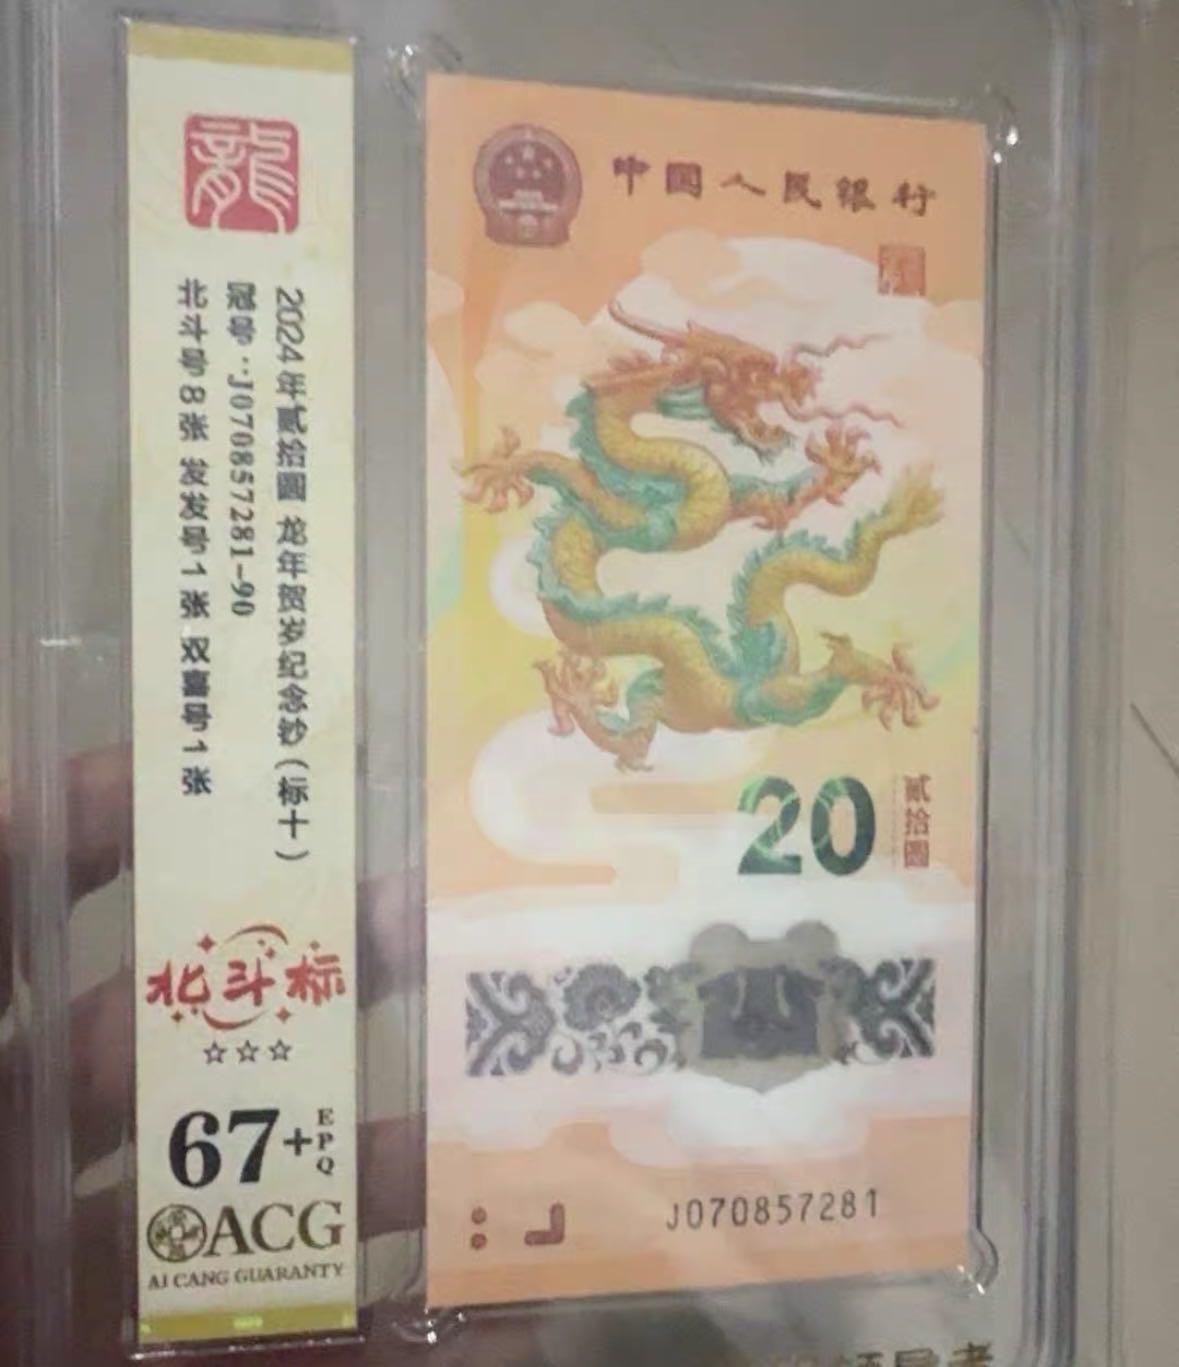 龍
2024年贰拾圆 龙年贺岁纪念钞（标十）
冠号：J070857281-90
北斗号8张 发发号1张 双喜号1张
北斗标
☆☆☆
67+EPQ
ACG
AI CANG GUARANTY
中国人民银行
20
贰拾圆
J070857281